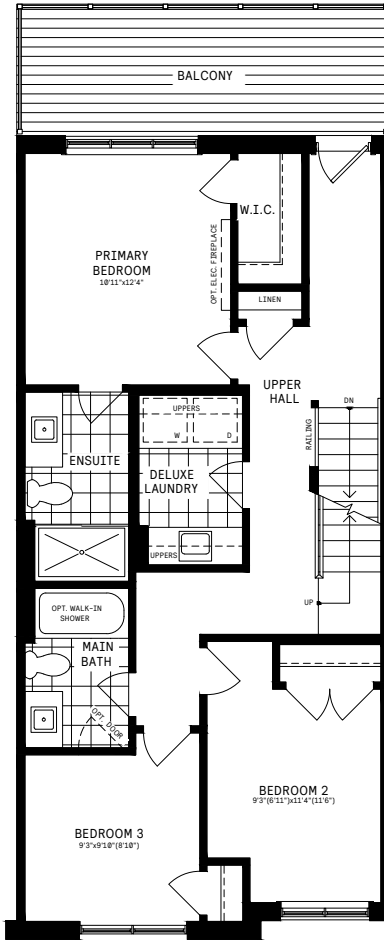 BALCONY
W.I.C.
PRIMARY
BEDROOM
10'11"x12'4"
OPT. ELEC. FIREPLACE
LINEN
UPPER
HALL
DN
RAILING
UPPERS
W D
ENSUITE
DELUXE
LAUNDRY
UPPERS
UP
OPT. WALK-IN
SHOWER
MAIN
BATH
OPT. DOOR
BEDROOM 2
9'3"(6'11")x11'4"(11'6")
BEDROOM 3
9'3"x9'10"(8'10")